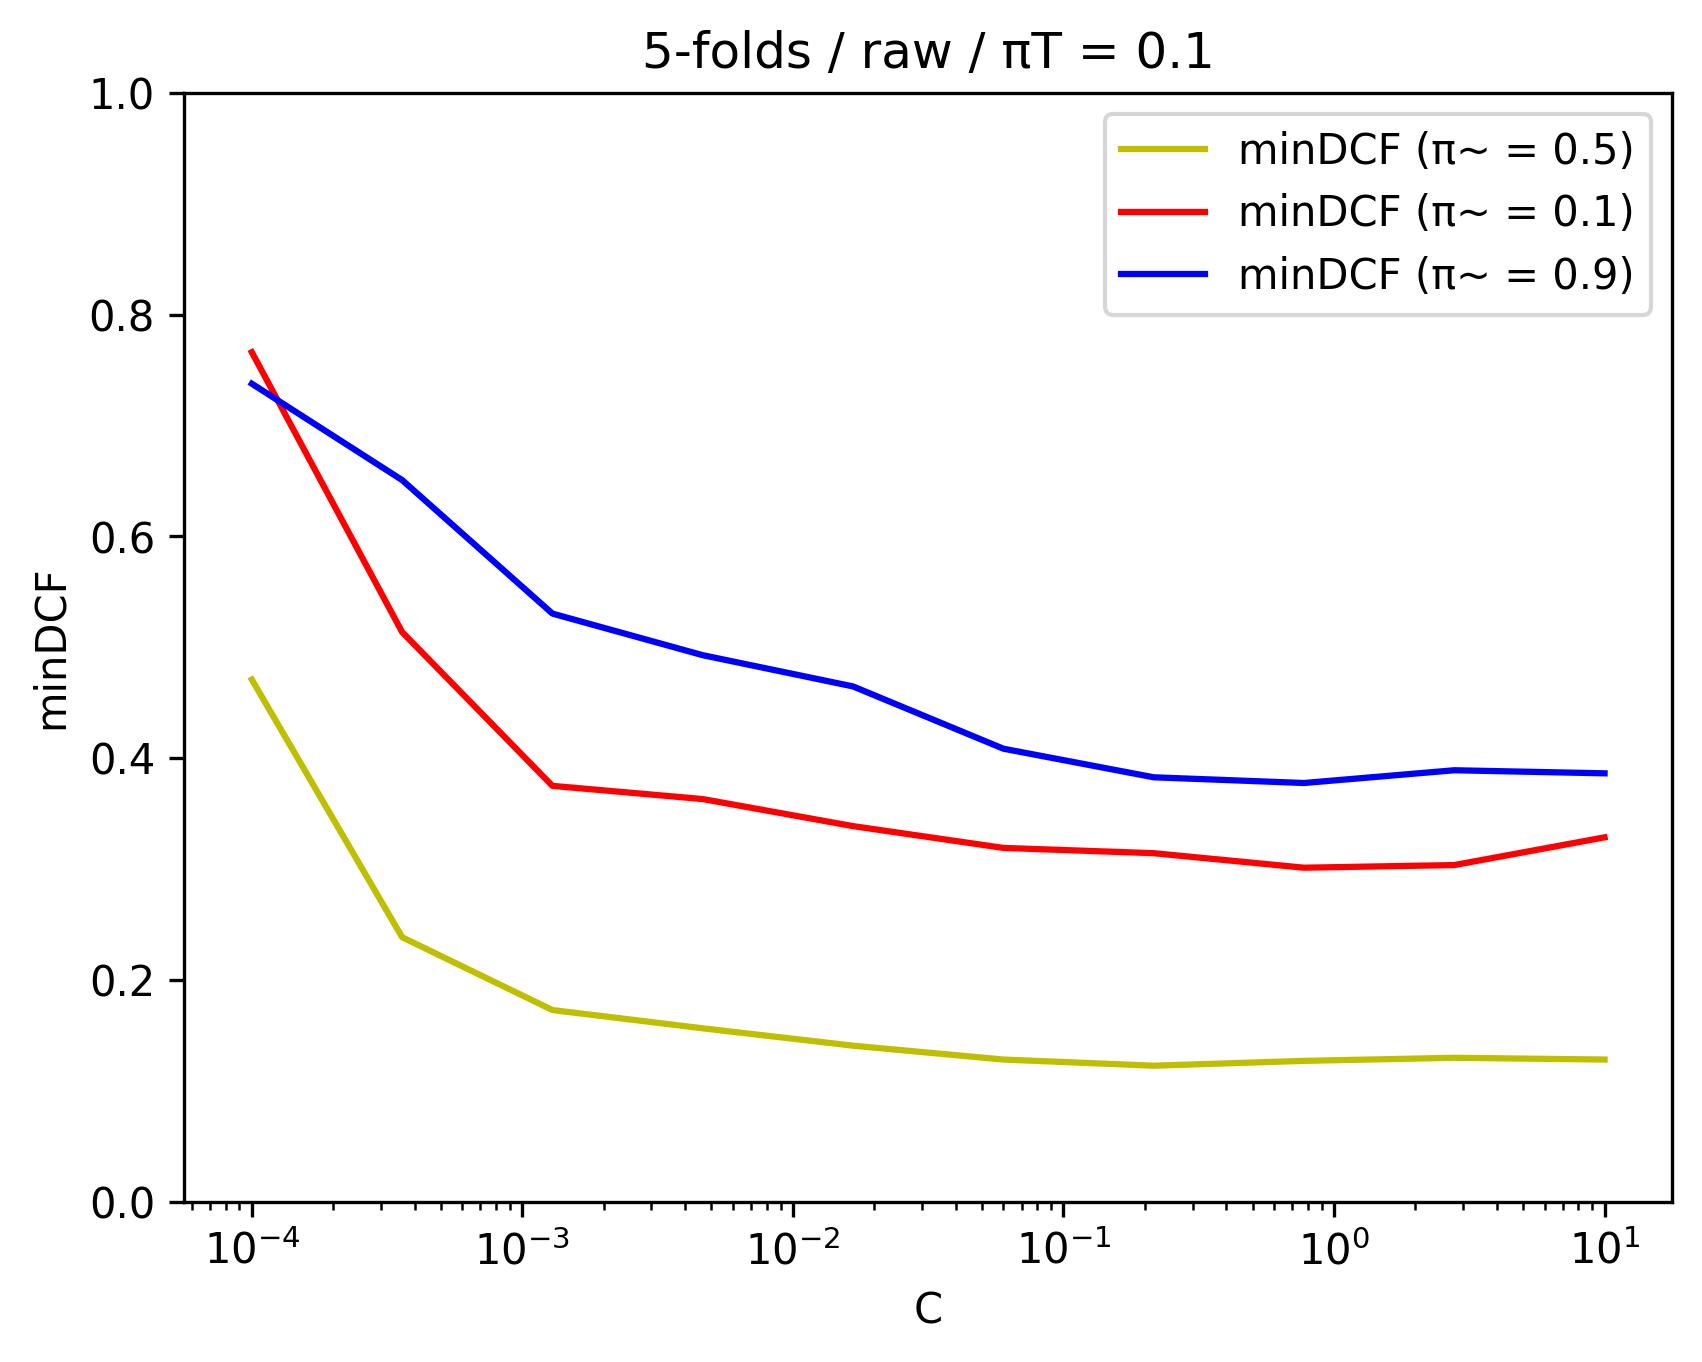 5-folds / raw / πT = 0.1
1.0
0.8
0.6
0.4
0.2
0.0
minDCF
minDCF (π~ = 0.5)
minDCF (π~ = 0.1)
minDCF (π~ = 0.9)
10⁻⁴ 10⁻³ 10⁻² 10⁻¹ 10⁰ 10¹
C